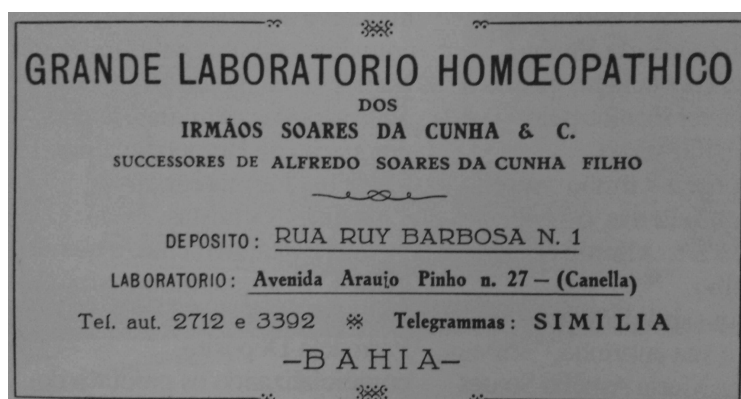 GRANDE LABORATORIO HOMŒOPATHICO
DOS
IRMÃOS SOARES DA CUNHA & C.
SUCCESSORES DE ALFREDO SOARES DA CUNHA FILHO
DEPOSITO: RUA RUY BARBOSA N. 1
LABORATORIO: Avenida Araujo Pinho n. 27 — (Canella)
Tel. aut. 2712 e 3392 Telegrammas: SIMILIA
—BAHIA—